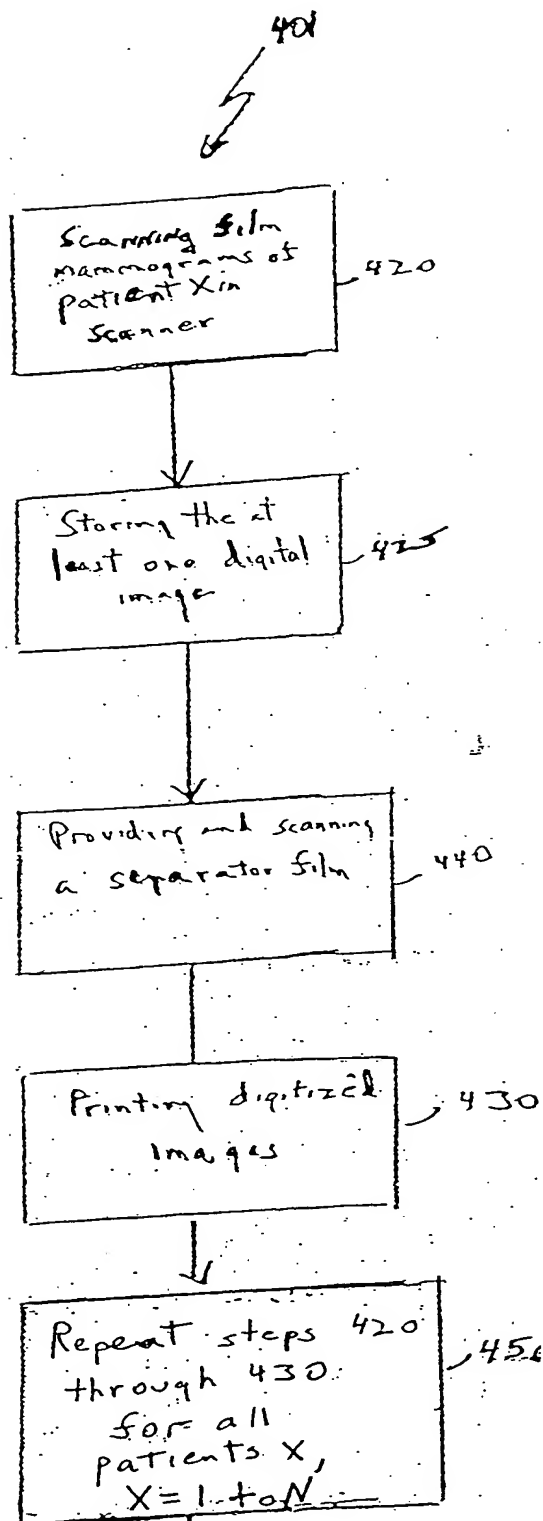 401
Scanning film
mammograms of
patient X in
scanner
420
Storing the at
least one digital
image
425
Providing and scanning
a separator film
440
Printing digitized
images
430
Repeat steps 420
through 430
for all
patients X,
X = 1 to N